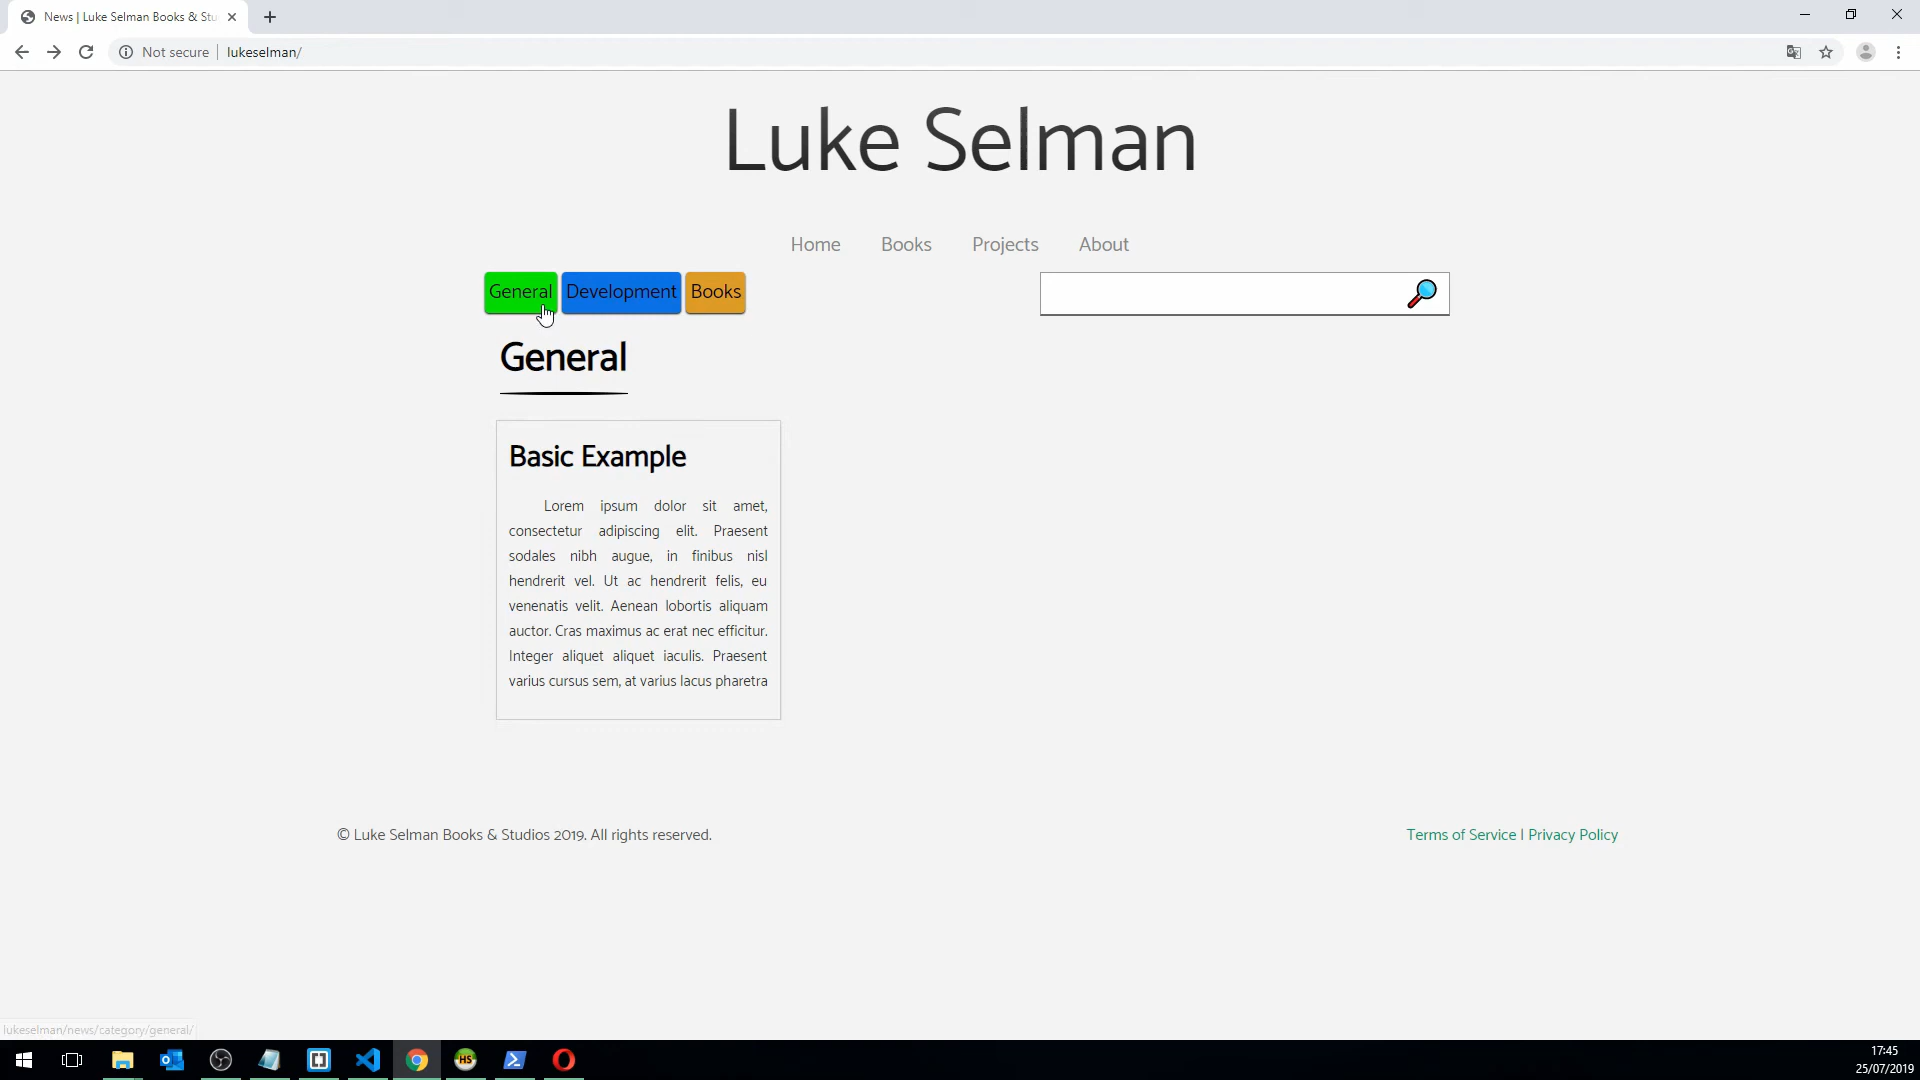 News | Luke Selman Books & Stu
Not secure
lukeselman/
Luke Selman
Home Books Projects About
General Development Books
General
Basic Example
Lorem ipsum dolor sit amet,
consectetur adipiscing elit. Praesent
sodales nibh augue, in finibus nisl
hendrerit vel. Ut ac hendrerit felis, eu
venenatis velit. Aenean lobortis aliquam
auctor. Cras maximus ac erat nec efficitur.
Integer aliquet aliquet iaculis. Praesent
varius cursus sem, at varius lacus pharetra
© Luke Selman Books & Studios 2019. All rights reserved.
Terms of Service | Privacy Policy
lukeselman/news/category/general/
HS
17:45
25/07/2019